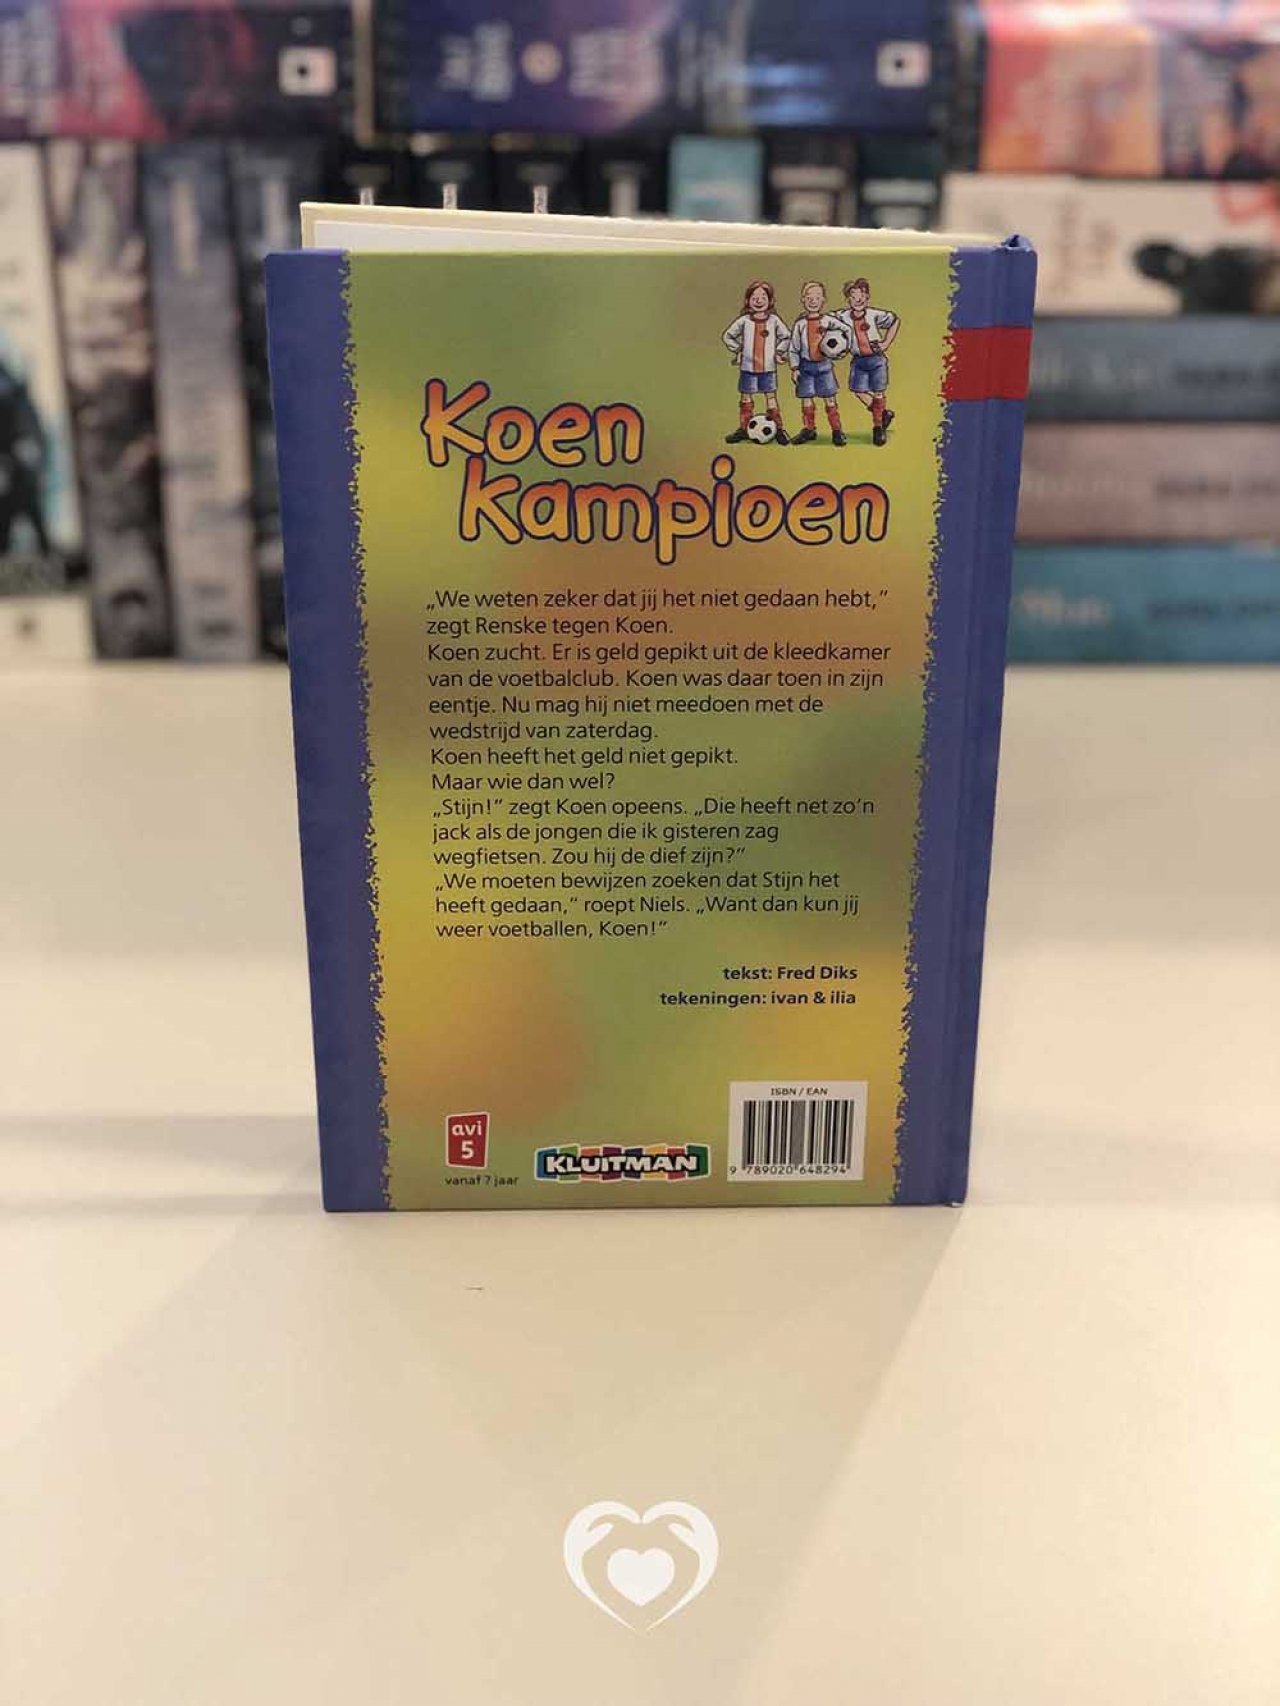 Koen
kampioen
„We weten zeker dat jij het niet gedaan hebt,”
zegt Renske tegen Koen.
Koen zucht. Er is geld gepikt uit de kleedkamer
van de voetbalclub. Koen was daar toen in zijn
eentje. Nu mag hij niet meedoen met de
wedstrijd van zaterdag.
Koen heeft het geld niet gepikt.
Maar wie dan wel?
„Stijn!” zegt Koen opeens. „Die heeft net zo’n
jack als de jongen die ik gisteren zag
wegfietsen. Zou hij de dief zijn?”
„We moeten bewijzen zoeken dat Stijn het
heeft gedaan,” roept Niels. „Want dan kun jij
weer voetballen, Koen!”
tekst: Fred Diks
tekeningen: ivan & ilia
ISBN / EAN
9 789020 648294
avi
5
vanaf 7 jaar
KLUITMAN